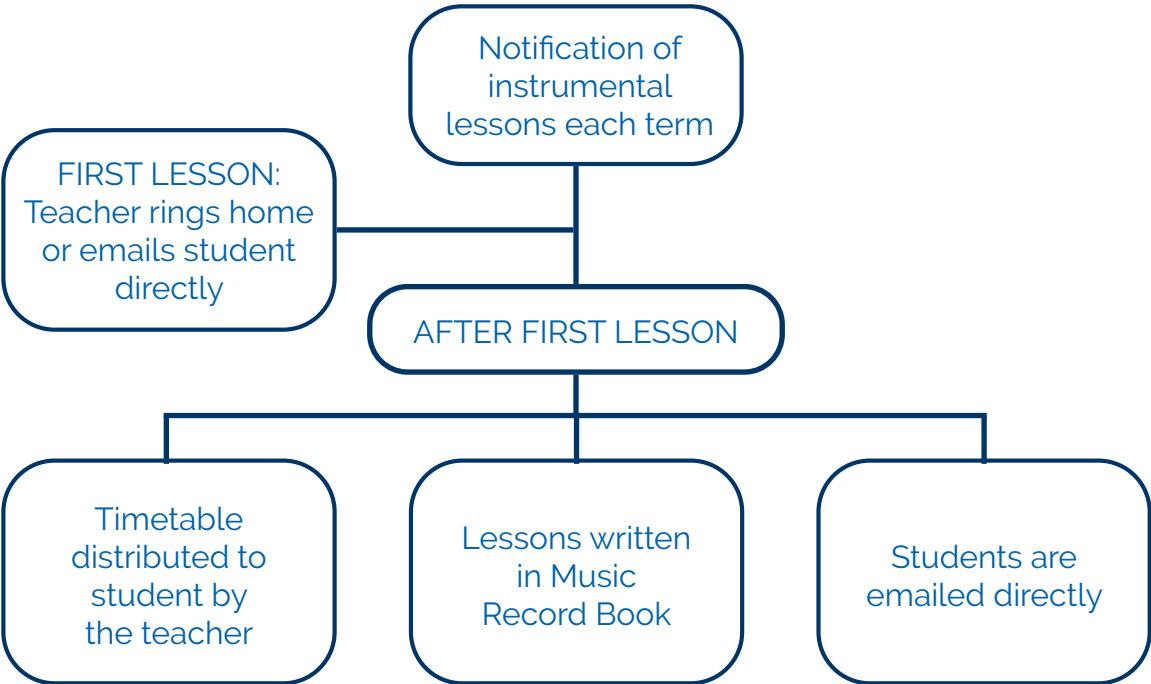 Notification of
instrumental
lessons each term
FIRST LESSON:
Teacher rings home
or emails student
directly
AFTER FIRST LESSON
Timetable
distributed to
student by
the teacher
Lessons written
in Music
Record Book
Students are
emailed directly